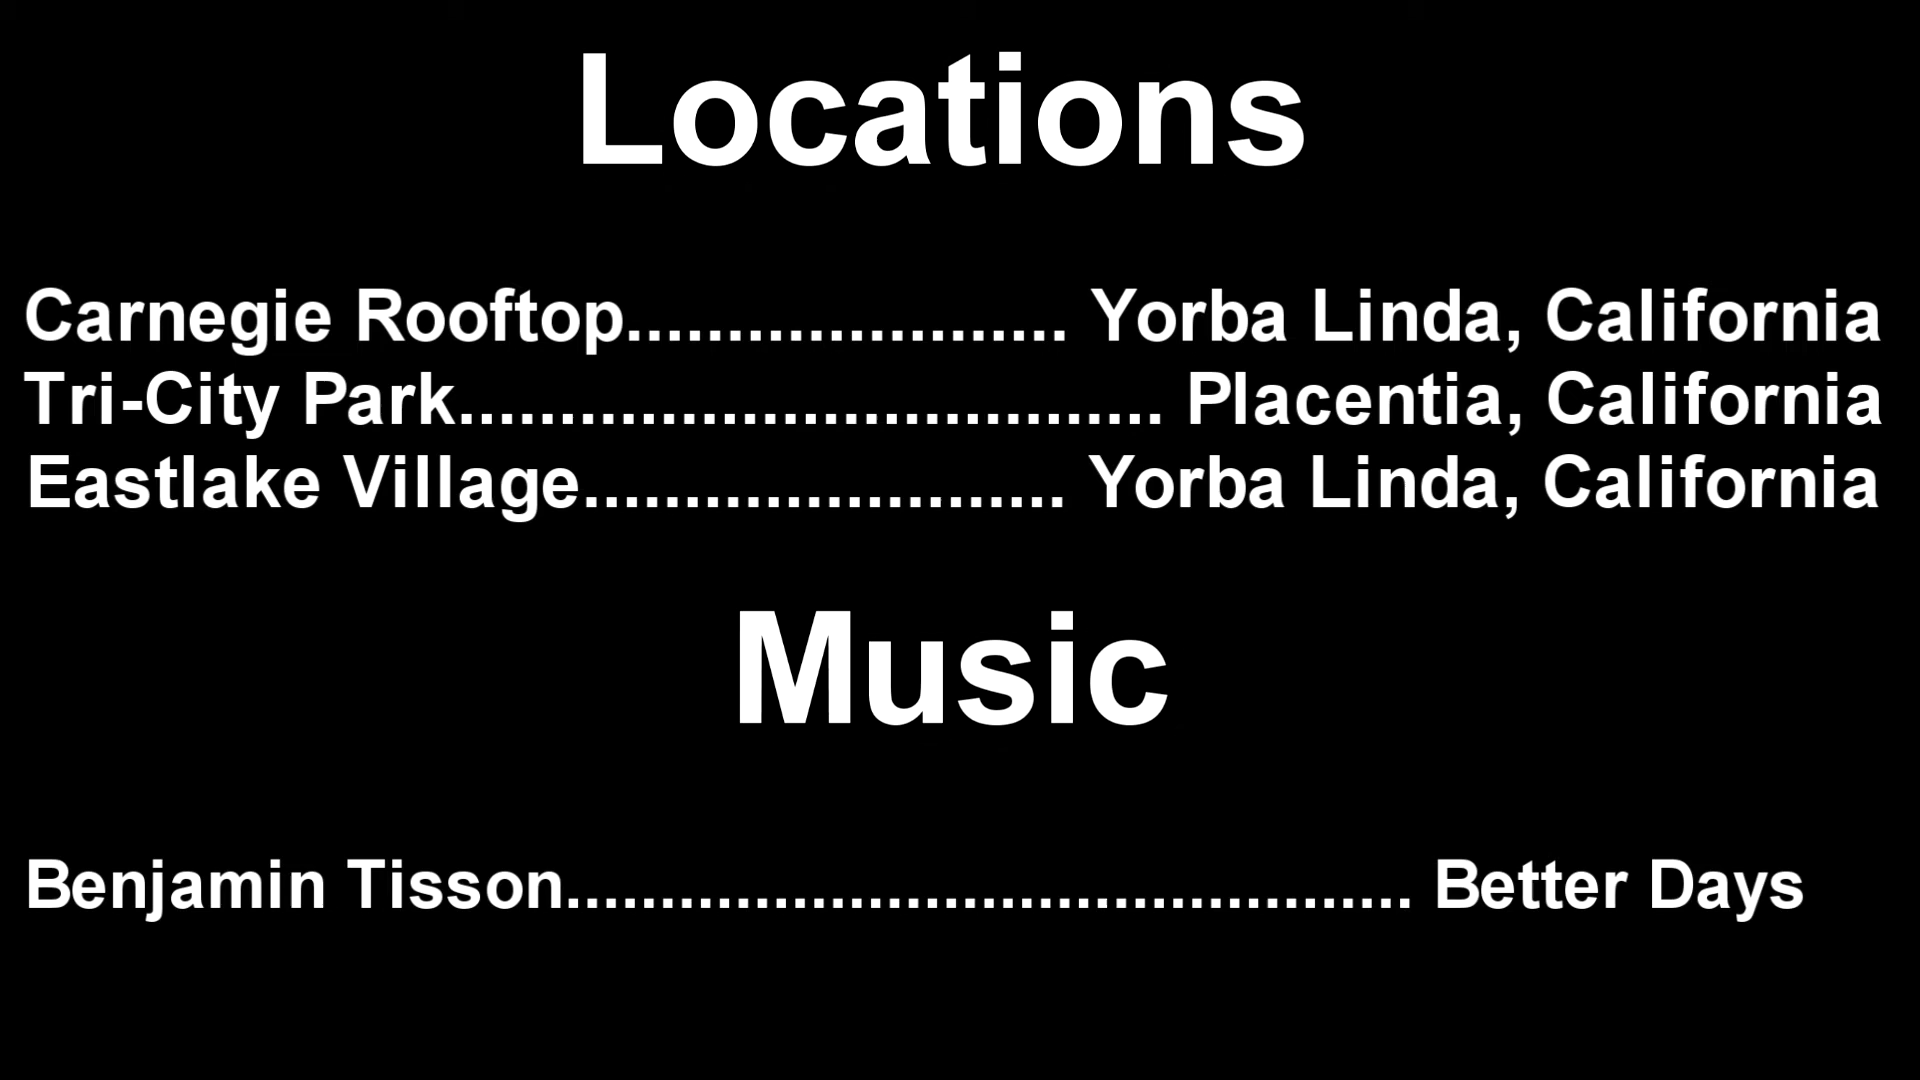 Locations
Carnegie Rooftop...................... Yorba Linda, California
Tri-City Park................................... Placentia, California
Eastlake Village........................ Yorba Linda, California
Music
Benjamin Tisson............................................ Better Days